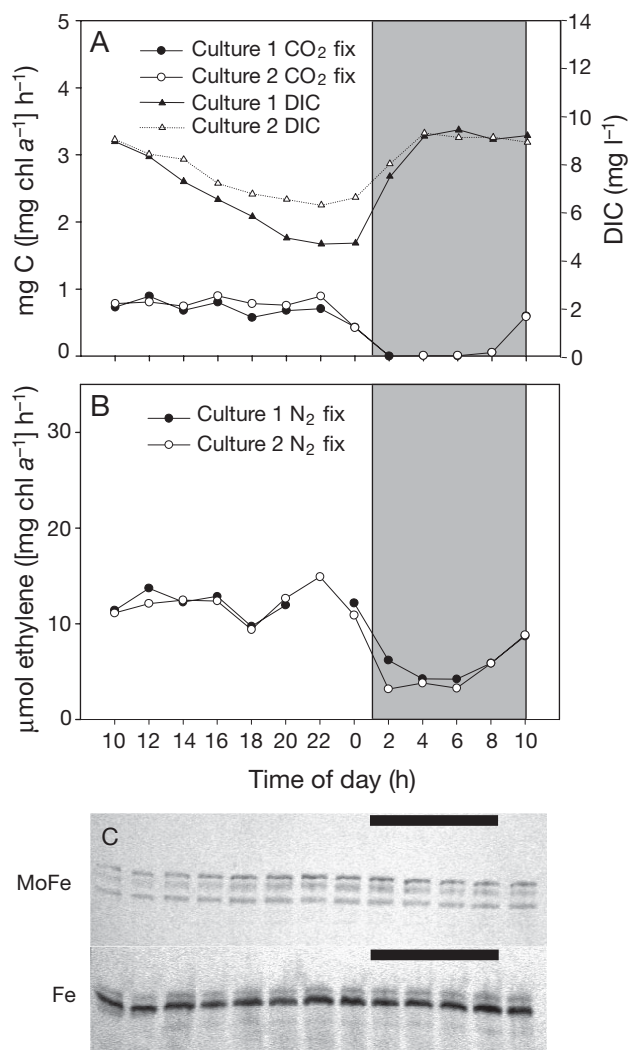 A
Culture 1 CO₂ fix
Culture 2 CO₂ fix
Culture 1 DIC
Culture 2 DIC
mg C ([mg chl a⁻¹] h⁻¹)
5
4
3
2
1
0
DIC (mg l⁻¹)
14
12
10
8
6
4
2
0
B
Culture 1 N₂ fix
Culture 2 N₂ fix
µmol ethylene ([mg chl a⁻¹] h⁻¹)
30
20
10
0
10 12 14 16 18 20 22 0 2 4 6 8 10
Time of day (h)
C
MoFe
Fe